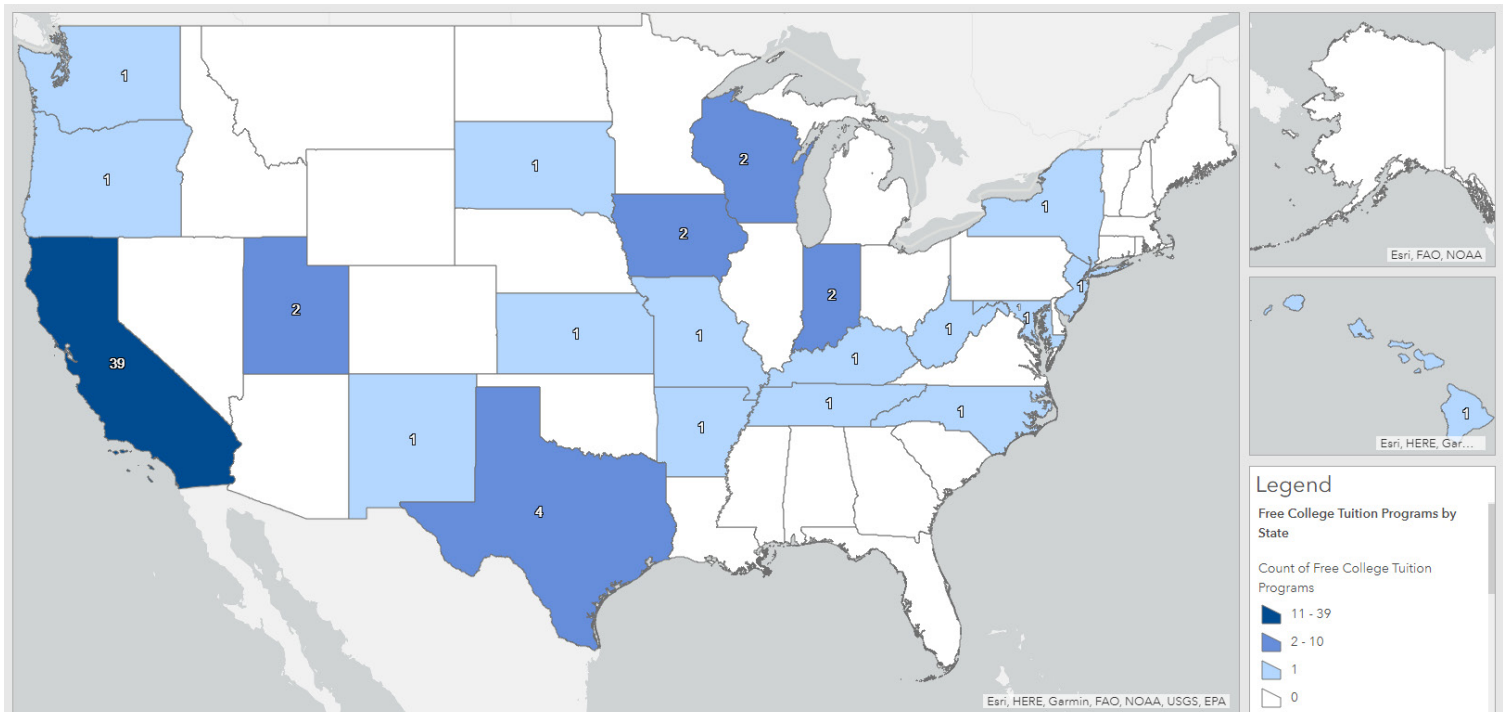 1
1
1
2
1
2
39
2
2
1
1
1
1
1
1
1
1
1
1
1
4
Esri, HERE, Garmin, FAO, NOAA, USGS, EPA
Esri, FAO, NOAA
1
Esri, HERE, Gar...
Legend
Free College Tuition Programs by
State
Count of Free College Tuition
Programs
11 - 39
2 - 10
1
0